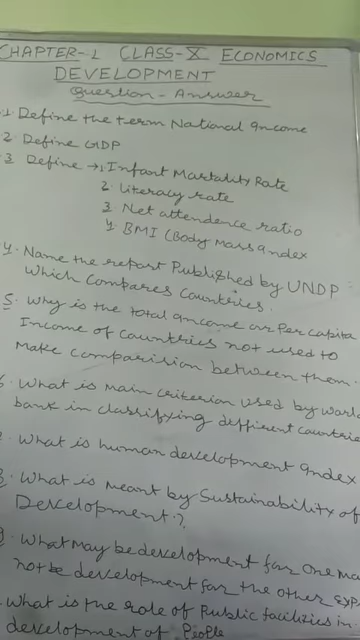 CHAPTER-1 CLASS-X ECONOMICS
DEVELOPMENT
Question-Answer
1. Define the term National Income
2. Define GDP
3. Define → 1. Infant Martality Rate
2. Literacy rate
3. Net attendence ratio
4. BMI (Body Mass Index
4. Name the report Published by UNDP
Which compares Countries.
5. Why is the total Income or Per Capita
Income of Countries not used to
Make comparision between them.
What is main criterion used by World
bank in classifying different Countrie
What is human development Index
What is meant by Sustainability of
Development.?
What May be development for one ma
not be development for the other
What is the role of Public facilities in
development of People